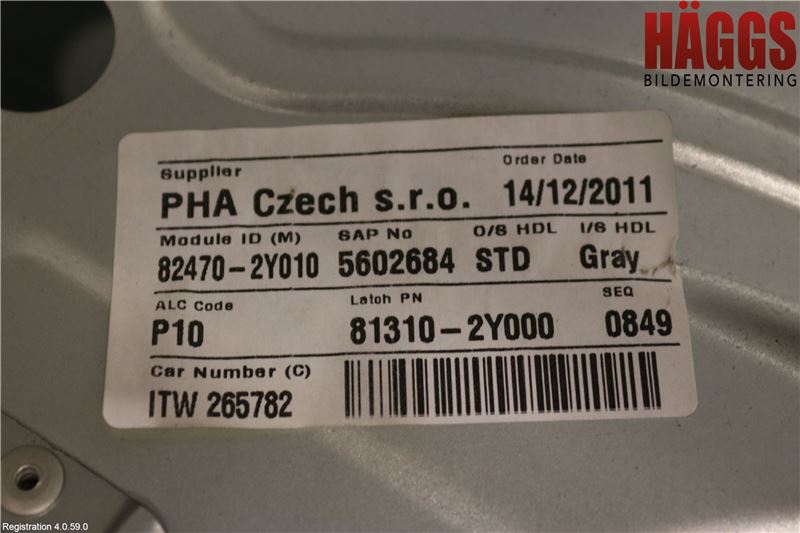 HÄGGS
BILDEMONTERING
Supplier
Order Date
PHA Czech s.r.o. 14/12/2011
Module ID (M) SAP No O/S HDL I/S HDL
82470-2Y010 5602684 STD Gray
ALC Code Latch PN SEQ
P10 81310-2Y000 0849
Car Number (C)
ITW 265782
Registration 4.0.59.0